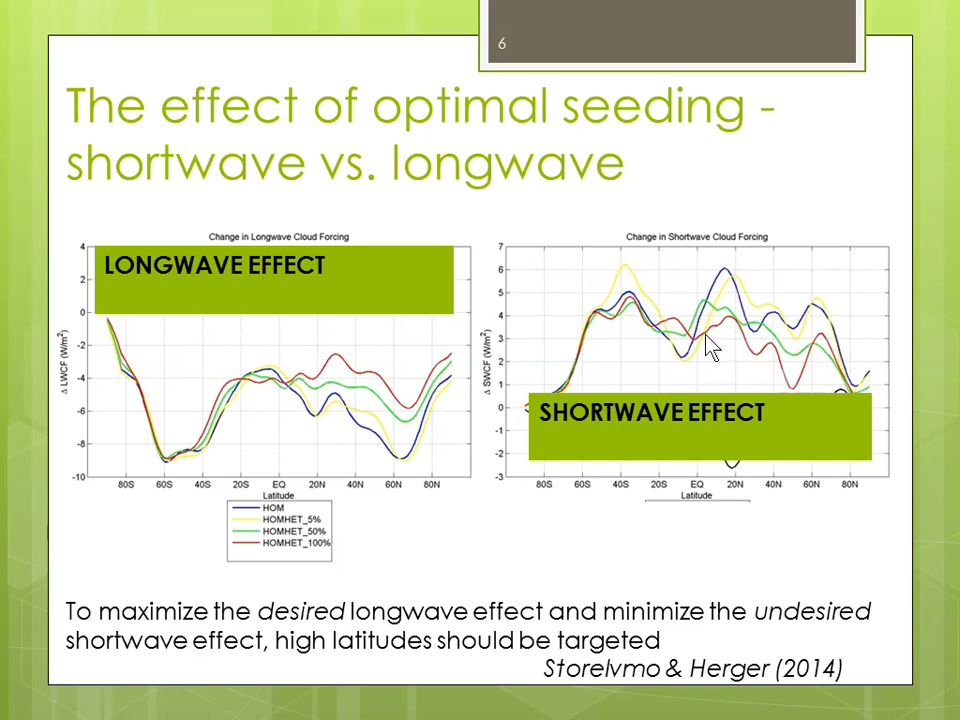 6
The effect of optimal seeding -
shortwave vs. longwave
Change in Longwave Cloud Forcing
LONGWAVE EFFECT
4
2
0
-2
-4
-6
-8
-10
Δ LWCF (W/m²)
80S 60S 40S 20S EQ 20N 40N 60N 80N
Latitude
HOM
HOMHET_5%
HOMHET_50%
HOMHET_100%
Change in Shortwave Cloud Forcing
7
6
5
4
3
2
1
0
-1
-2
-3
Δ SWCF (W/m²)
SHORTWAVE EFFECT
80S 60S 40S 20S EQ 20N 40N 60N 80N
Latitude
To maximize the desired longwave effect and minimize the undesired
shortwave effect, high latitudes should be targeted
Storelvmo & Herger (2014)